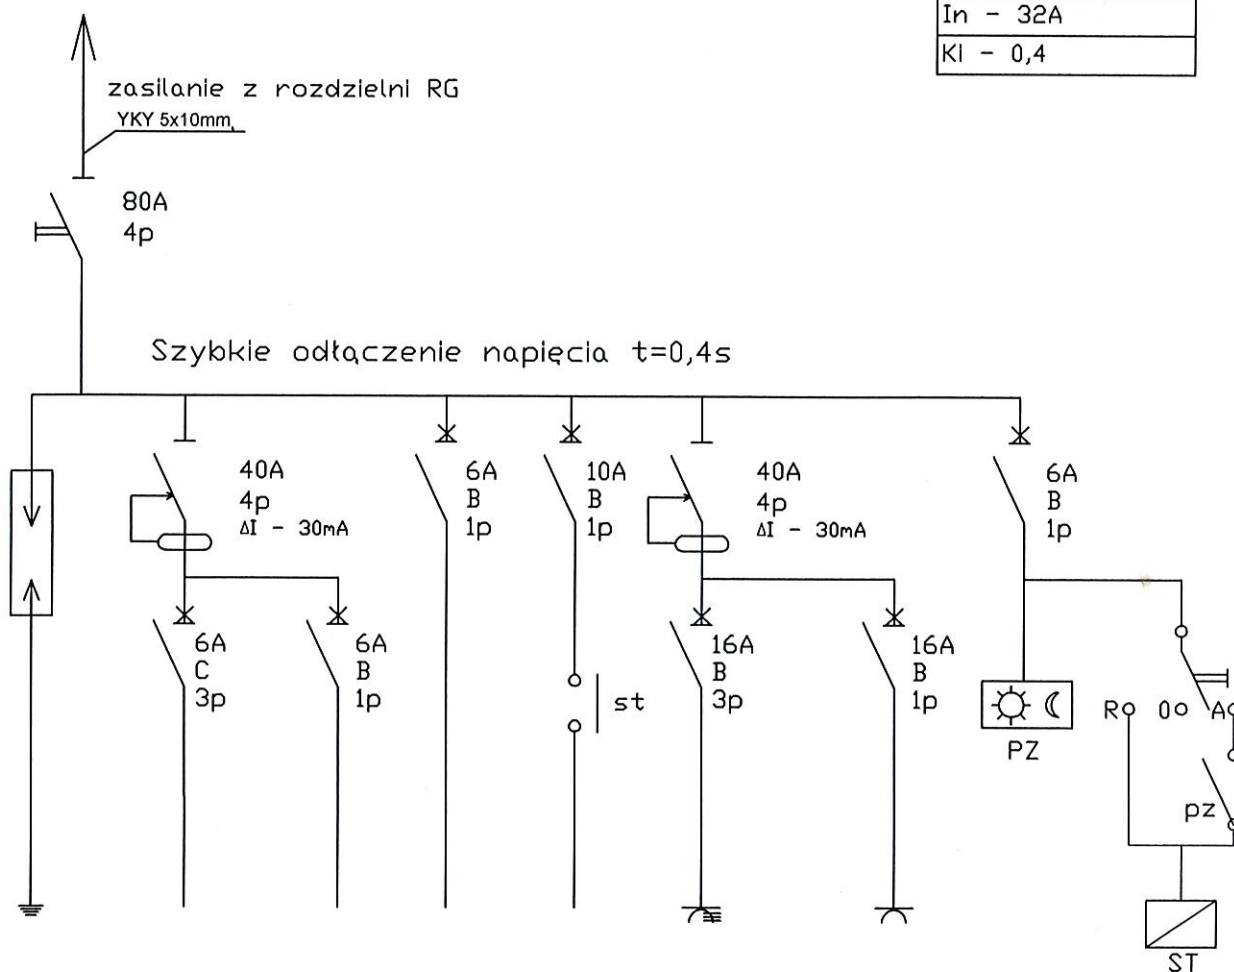 In - 32A
Ki - 0,4
zasilanie z rozdzielni RG
YKY 5x10mm
80A
4p
Szybkie odłączenie napięcia t=0,4s
40A
4p
ΔI - 30mA
6A
B
1p
10A
B
1p
40A
4p
ΔI - 30mA
6A
B
1p
6A
C
3p
6A
B
1p
st
16A
B
3p
16A
B
1p
PZ
R
0
A
pz
ST